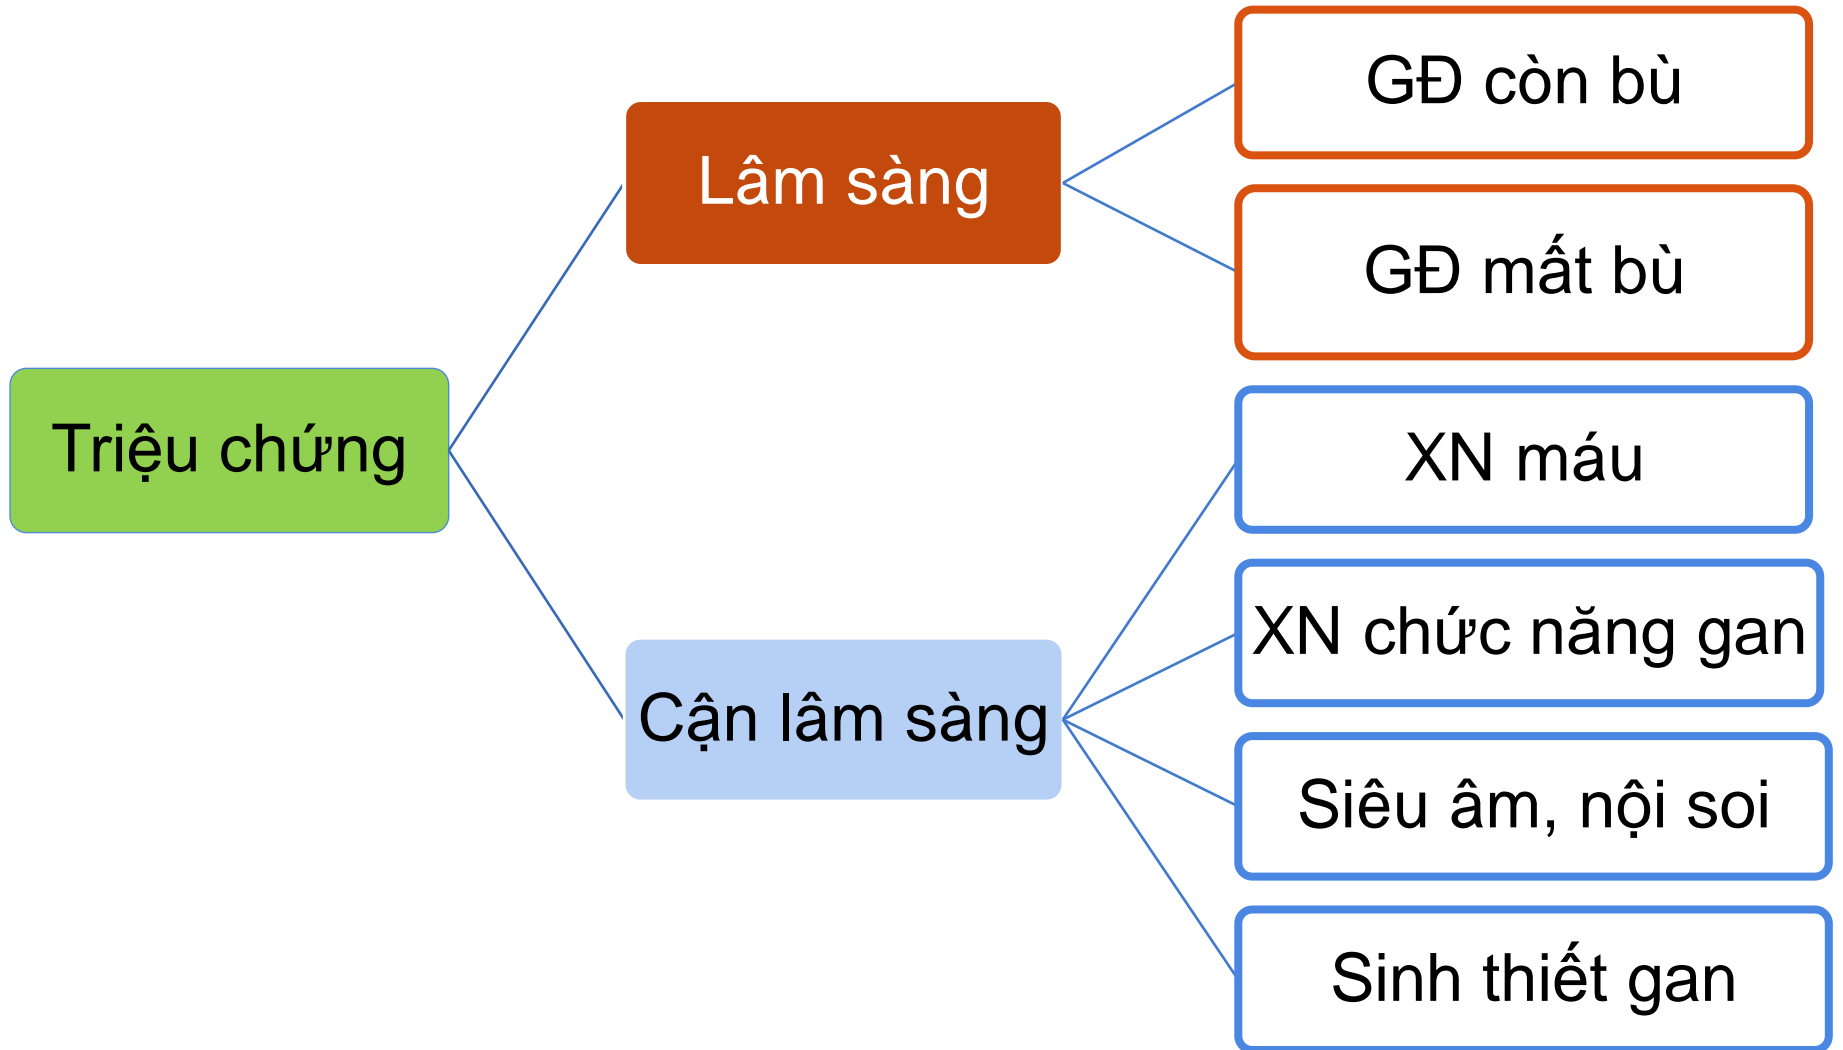 Triệu chứng
Lâm sàng
GĐ còn bù
GĐ mất bù
Cận lâm sàng
XN máu
XN chức năng gan
Siêu âm, nội soi
Sinh thiết gan